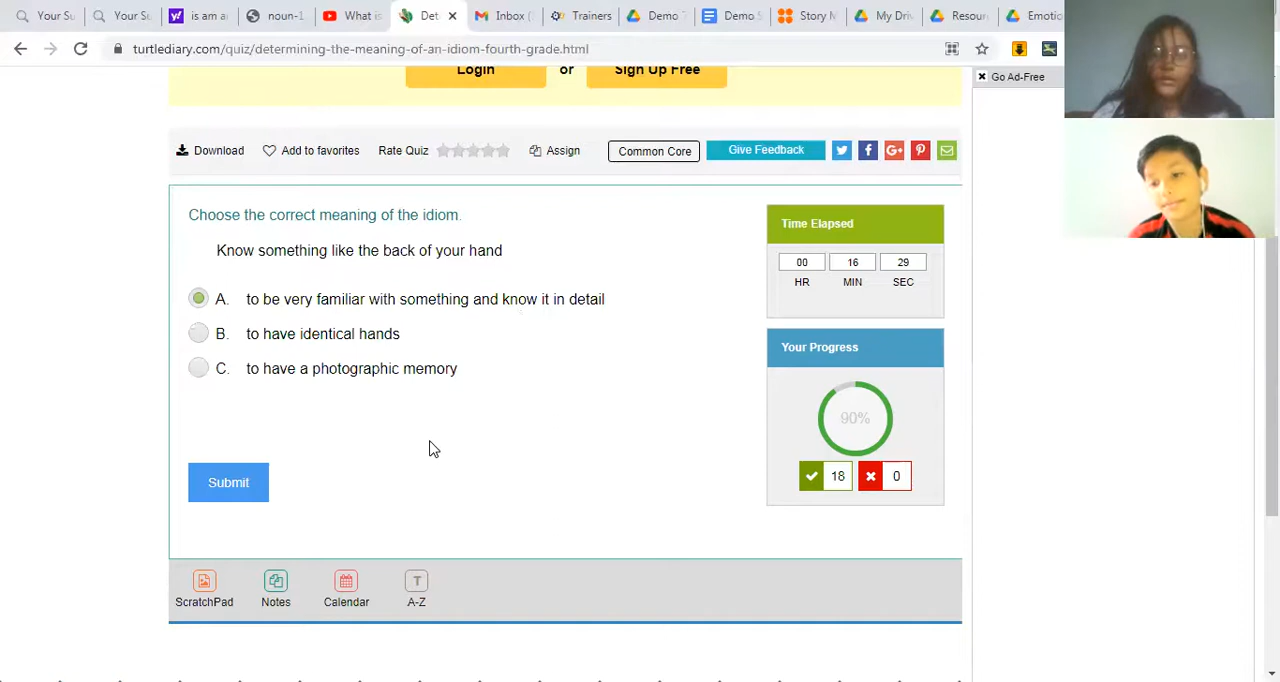 Your Su
Your Su
is am a
noun-1
What is
Det
Inbox (
Trainers
Demo
Demo
Story M
My Driv
Resour
Emotio
turtlediary.com/quiz/determining-the-meaning-of-an-idiom-fourth-grade.html
Login or Sign Up Free
Go Ad-Free
Download
Add to favorites
Rate Quiz
Assign
Common Core
Give Feedback
Choose the correct meaning of the idiom.
Know something like the back of your hand
A. to be very familiar with something and know it in detail
B. to have identical hands
C. to have a photographic memory
Submit
Time Elapsed
00 16 29
HR MIN SEC
Your Progress
90%
18 0
ScratchPad
Notes
Calendar
T
A-Z